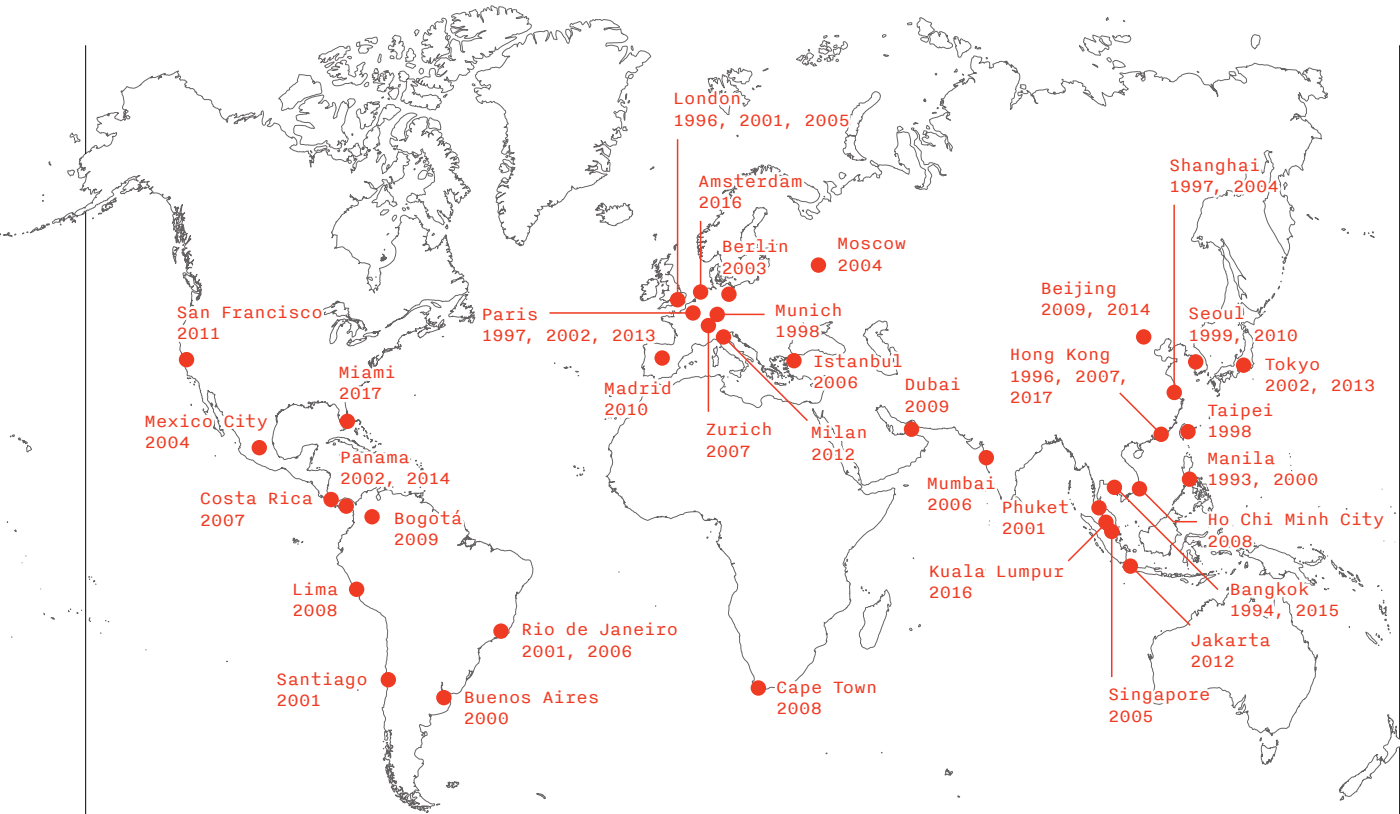 London
1996, 2001, 2005
Amsterdam
2016
Berlin
2003
Moscow
2004
Shanghai
1997, 2004
Beijing
2009, 2014
Seoul
1999, 2010
San Francisco
2011
Paris
1997, 2002, 2013
Munich
1998
Istanbul
2006
Hong Kong
1996, 2007,
2017
Tokyo
2002, 2013
Miami
2017
Madrid
2010
Dubai
2009
Mexico City
2004
Zurich
2007
Milan
2012
Taipei
1998
Panama
2002, 2014
Manila
1993, 2000
Costa Rica
2007
Mumbai
2006
Phuket
2001
Bogotá
2009
Ho Chi Minh City
2008
Kuala Lumpur
2016
Lima
2008
Bangkok
1994, 2015
Rio de Janeiro
2001, 2006
Jakarta
2012
Santiago
2001
Buenos Aires
2000
Cape Town
2008
Singapore
2005